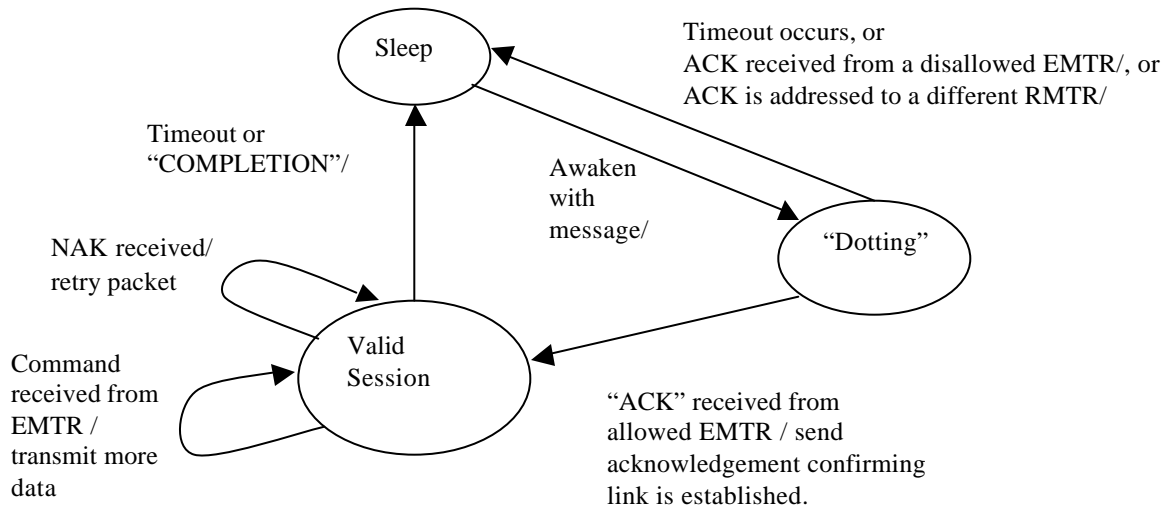 Sleep
Timeout occurs, or
ACK received from a disallowed EMTR/, or
ACK is addressed to a different RMTR/
Timeout or
“COMPLETION”/
Awaken
with
message/
“Dotting”
NAK received/
retry packet
Valid
Session
Command
received from
EMTR /
transmit more
data
“ACK” received from
allowed EMTR / send
acknowledgement confirming
link is established.